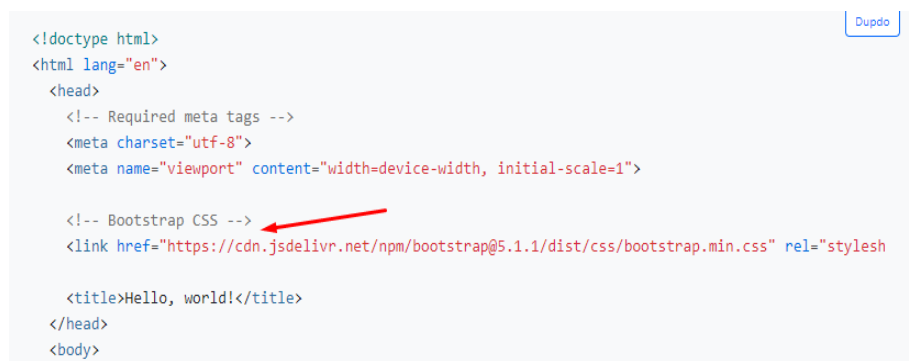 Dupdo
<!doctype html>
<html lang="en">
<head>
<!-- Required meta tags -->
<meta charset="utf-8">
<meta name="viewport" content="width=device-width, initial-scale=1">
<!-- Bootstrap CSS -->
<link href="https://cdn.jsdelivr.net/npm/bootstrap@5.1.1/dist/css/bootstrap.min.css" rel="stylesh
<title>Hello, world!</title>
</head>
<body>